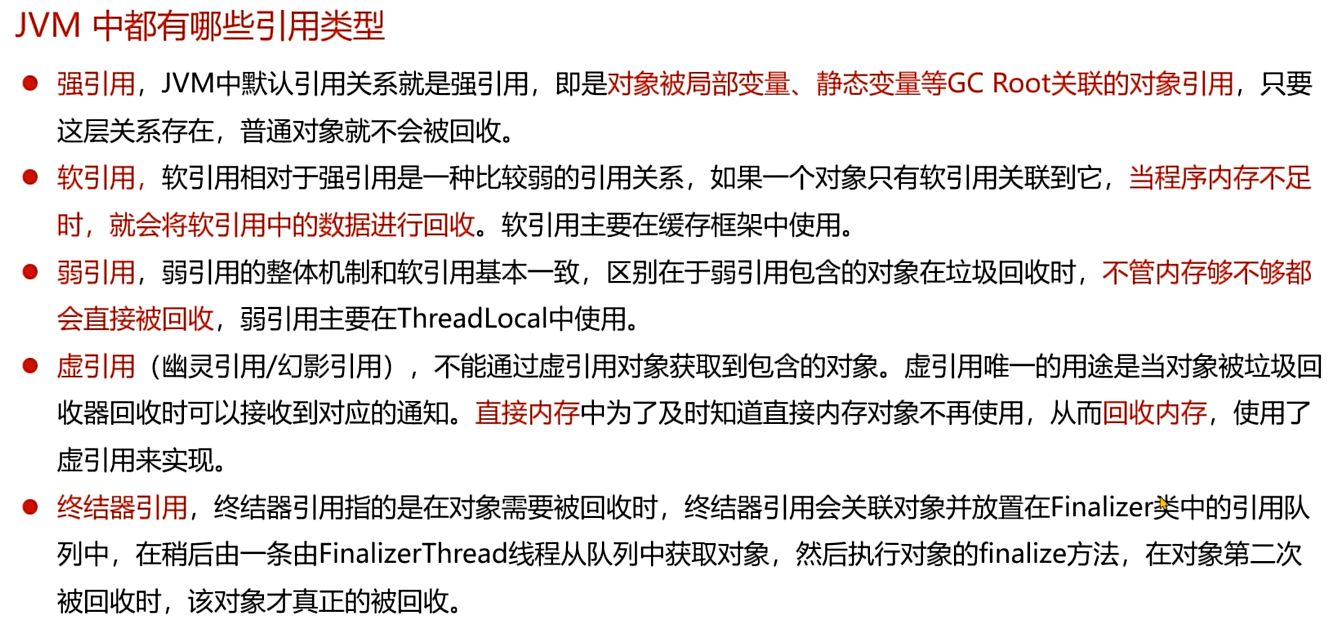 JVM 中都有哪些引用类型
● 强引用，JVM中默认引用关系就是强引用，即是对象被局部变量、静态变量等GC Root关联的对象引用，只要
这层关系存在，普通对象就不会被回收。
● 软引用，软引用相对于强引用是一种比较弱的引用关系，如果一个对象只有软引用关联到它，当程序内存不足
时，就会将软引用中的数据进行回收。软引用主要在缓存框架中使用。
● 弱引用，弱引用的整体机制和软引用基本一致，区别在于弱引用包含的对象在垃圾回收时，不管内存够不够都
会直接被回收，弱引用主要在ThreadLocal中使用。
● 虚引用（幽灵引用/幻影引用），不能通过虚引用对象获取到包含的对象。虚引用唯一的用途是当对象被垃圾回
收器回收时可以接收到对应的通知。直接内存中为了及时知道直接内存对象不再使用，从而回收内存，使用了
虚引用来实现。
● 终结器引用，终结器引用指的是在对象需要被回收时，终结器引用会关联对象并放置在Finalizer类中的引用队
列中，在稍后由一条由FinalizerThread线程从队列中获取对象，然后执行对象的finalize方法，在对象第二次
被回收时，该对象才真正的被回收。